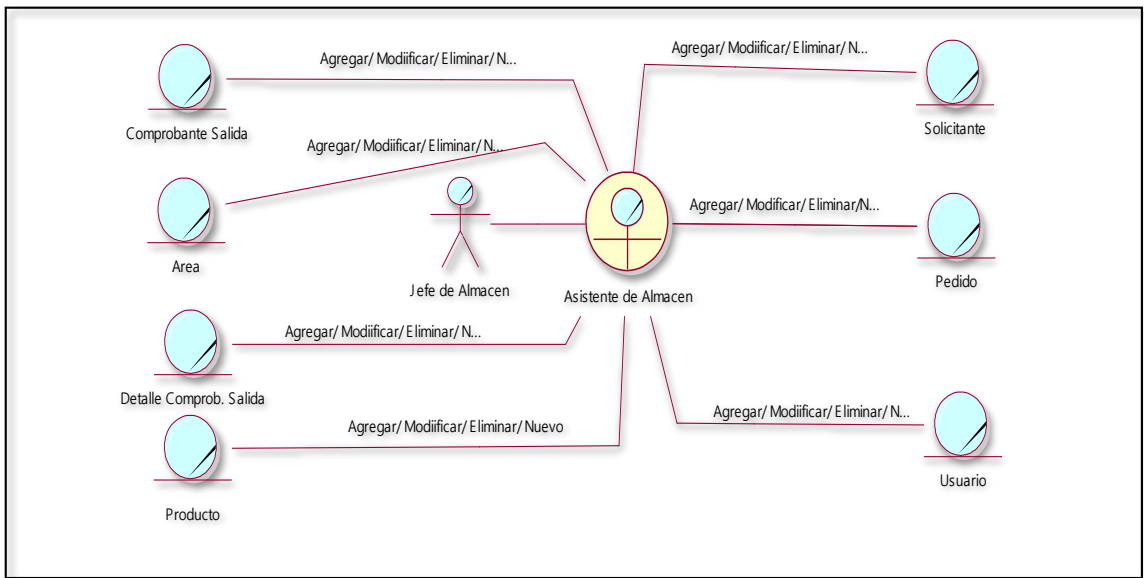 Agregar/ Modiificar/ Eliminar/ N...
Agregar/ Modiificar/ Eliminar/ N...
Comprobante Salida
Solicitante
Agregar/ Modiificar/ Eliminar/ N...
Agregar/ Modificar/ Eliminar/N...
Area
Jefe de Almacen
Asistente de Almacen
Pedido
Agregar/ Modiificar/ Eliminar/ N...
Detalle Comprob. Salida
Agregar/ Modiificar/ Eliminar/ N...
Agregar/ Modiificar/ Eliminar/ Nuevo
Usuario
Producto